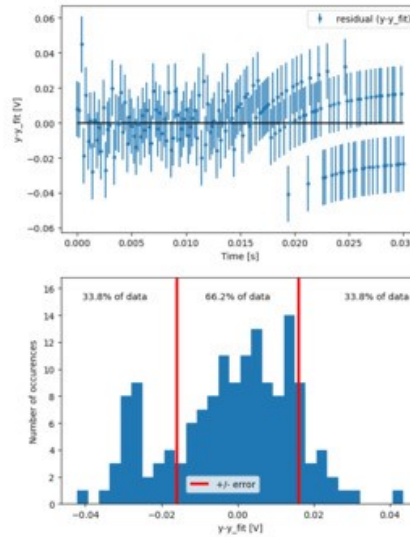 residual (y-y_fit)
0.06
0.04
0.02
0.00
−0.02
−0.04
−0.06
y-y_fit [V]
0.000 0.005 0.010 0.015 0.020 0.025 0.03
Time [s]
33.8% of data 66.2% of data 33.8% of data
16
14
12
10
8
6
4
2
0
Number of occurences
+/- error
−0.04 −0.02 0.00 0.02 0.04
y-y_fit [V]